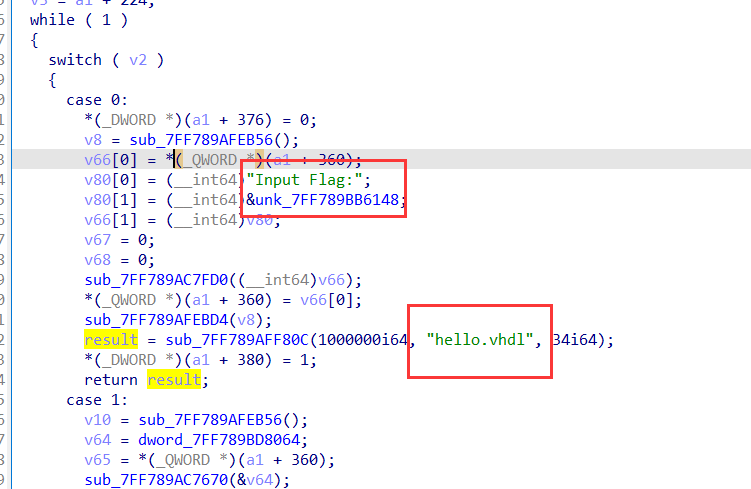 v5 = a1 + 224;
while ( 1 )
{
switch ( v2 )
{
case 0:
*(_DWORD *)(a1 + 376) = 0;
v8 = sub_7FF789AFEB56();
v66[0] = *(_QWORD *)(a1 + 360);
v80[0] = (__int64)"Input Flag:";
v80[1] = (__int64)&unk_7FF789BB6148;
v66[1] = (__int64)v80;
v67 = 0;
v68 = 0;
sub_7FF789AC7FD0((__int64)v66);
*(_QWORD *)(a1 + 360) = v66[0];
sub_7FF789AFEBD4(v8);
result = sub_7FF789AFF80C(1000000i64, "hello.vhdl", 34i64);
*(_DWORD *)(a1 + 380) = 1;
return result;
case 1:
v10 = sub_7FF789AFEB56();
v64 = dword_7FF789BD8064;
v65 = *(_QWORD *)(a1 + 360);
sub_7FF789AC7670(&v64);